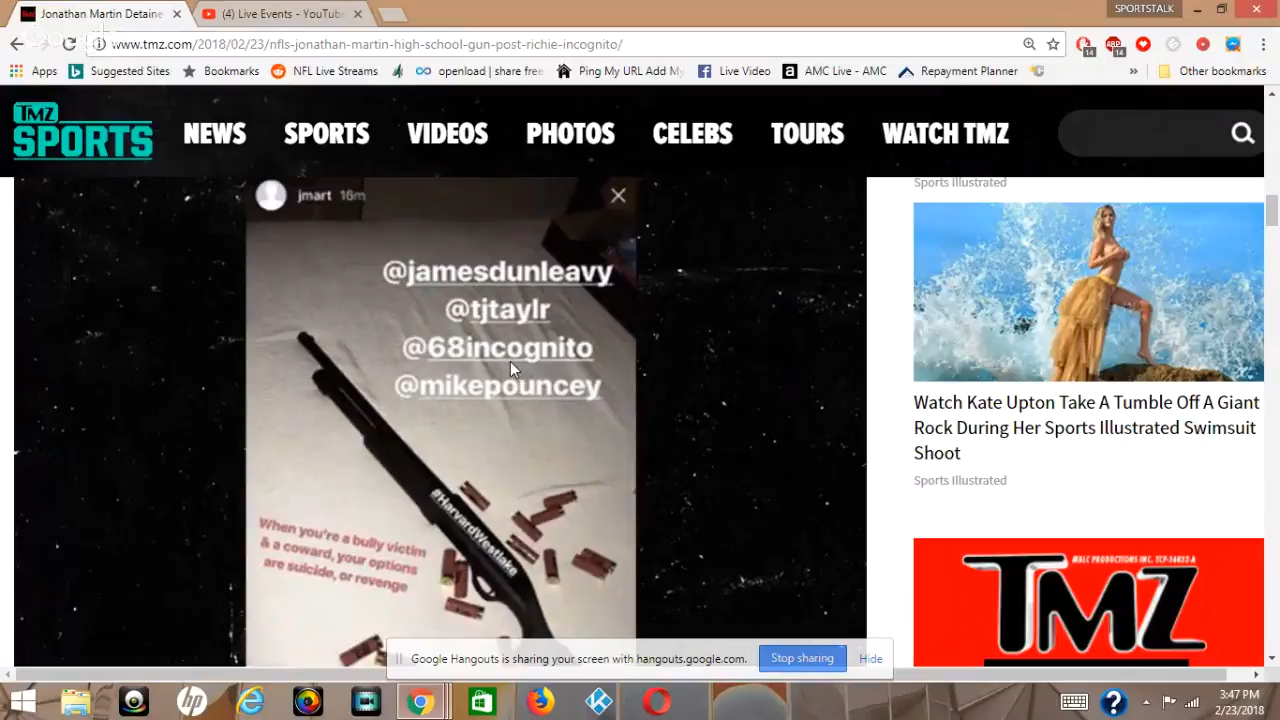 Jonathan Martin Detaine
(4) Live Events - YouTube
SPORTSTALK
www.tmz.com/2018/02/23/nfls-jonathan-martin-high-school-gun-post-richie-incognito/
14
14
Apps
Suggested Sites
Bookmarks
NFL Live Streams
openload | share free
Ping My URL Add My
Live Video
AMC Live - AMC
Repayment Planner
Other bookmarks
TMZ
SPORTS
NEWS
SPORTS
VIDEOS
PHOTOS
CELEBS
TOURS
WATCH TMZ
jmart 16m
@jamesdunleavy
@tjtaylr
@68incognito
@mikepouncey
#HarvardWestlake
When you're a bully victim
& a coward, your options
are suicide, or revenge
Sports Illustrated
Watch Kate Upton Take A Tumble Off A Giant
Rock During Her Sports Illustrated Swimsuit
Shoot
Sports Illustrated
TMZ
Google Hangouts is sharing your screen with hangouts.google.com.
Stop sharing
Hide
3:47 PM
2/23/2018